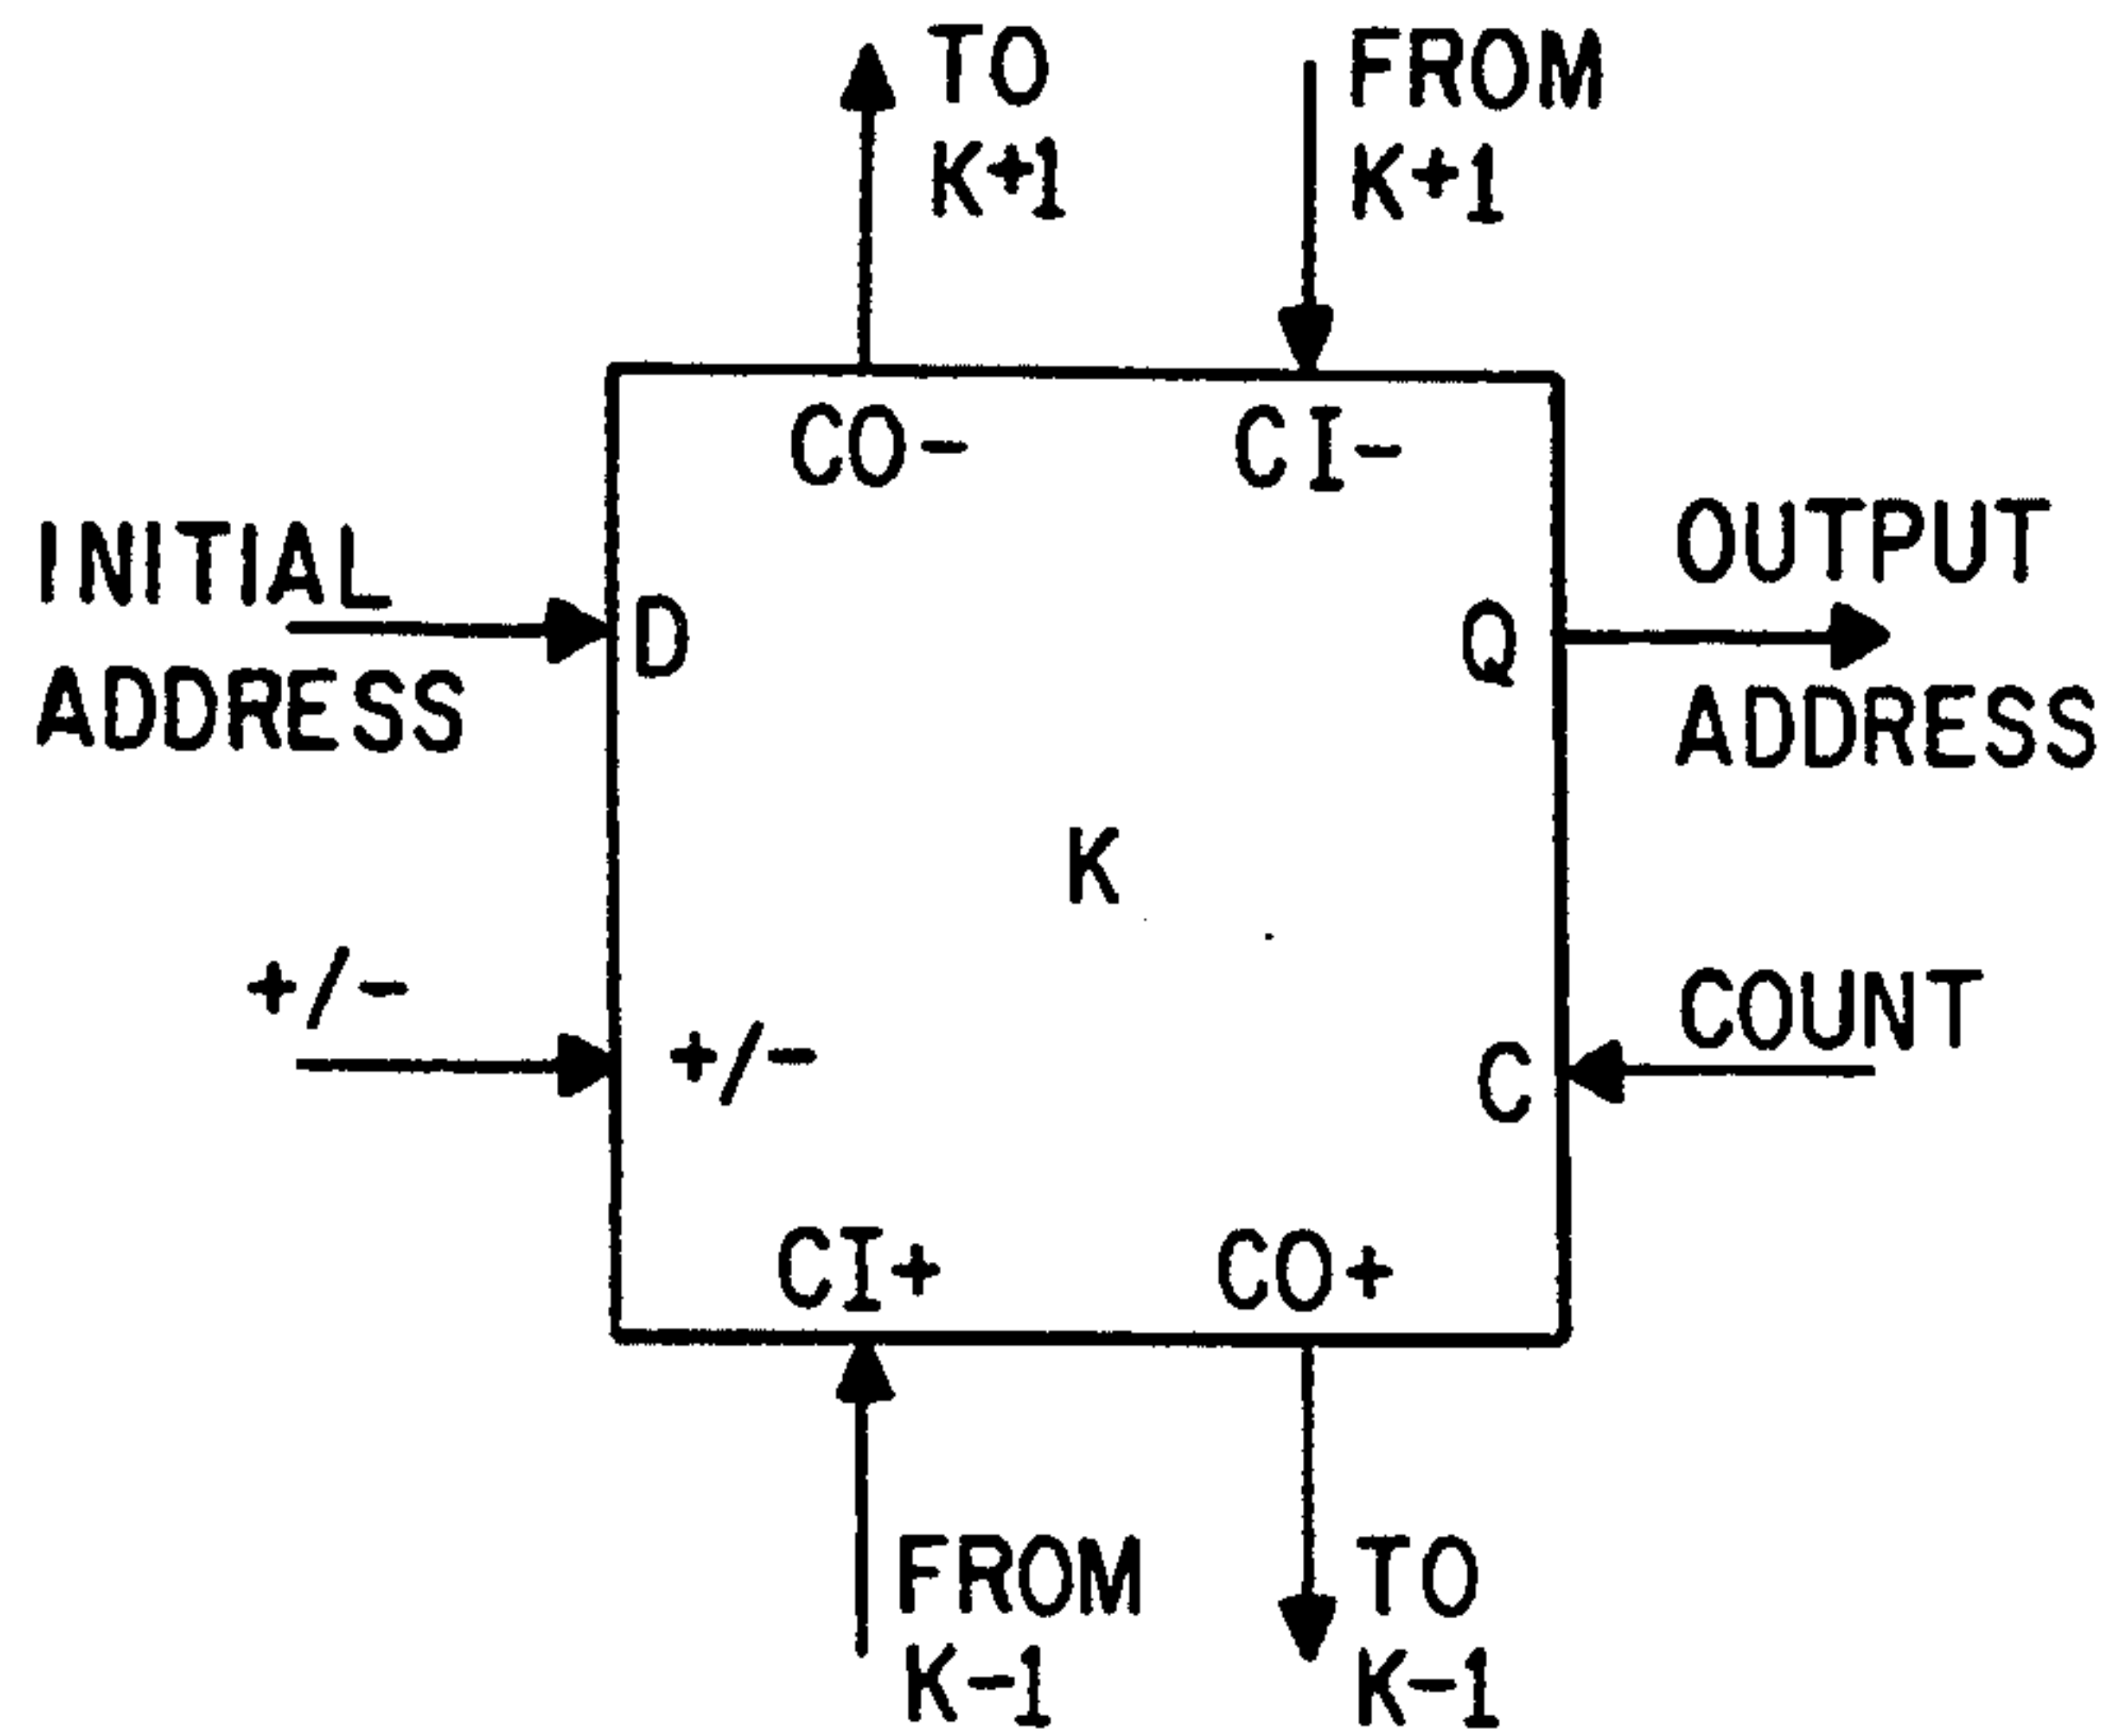 TO
K+1
FROM
K+1
CO-
CI-
INITIAL
ADDRESS
D
Q
OUTPUT
ADDRESS
K
+/-
+/-
COUNT
C
CI+
CO+
FROM
K-1
TO
K-1